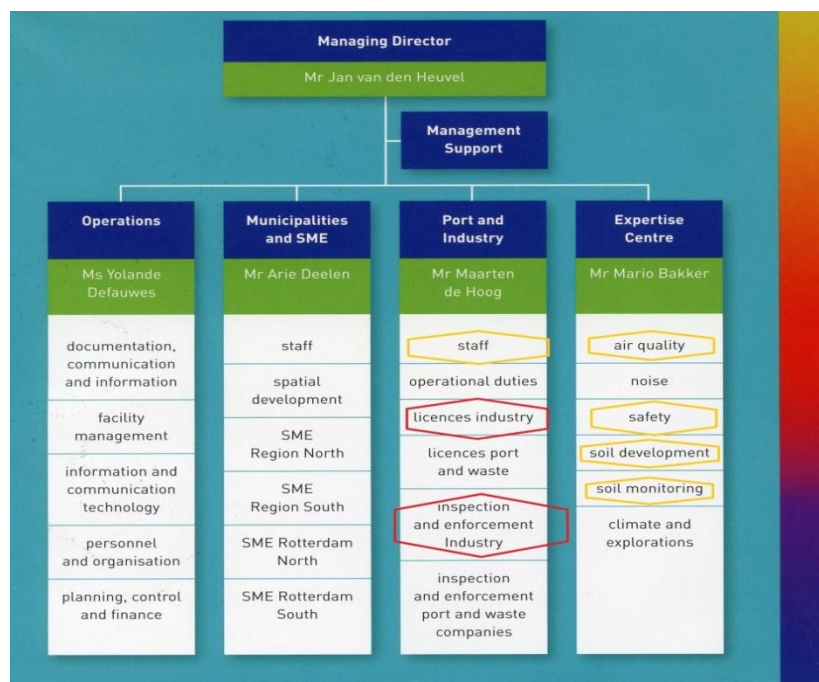 Managing Director
Mr Jan van den Heuvel
Management
Support
Operations
Ms Yolande
Defauwes
documentation,
communication
and information
facility
management
information and
communication
technology
personnel
and organisation
planning, control
and finance
Municipalities
and SME
Mr Arie Deelen
staff
spatial
development
SME
Region North
SME
Region South
SME Rotterdam
North
SME Rotterdam
South
Port and
Industry
Mr Maarten
de Hoog
staff
operational duties
licences industry
licences port
and waste
inspection
and enforcement
Industry
inspection
and enforcement
port and waste
companies
Expertise
Centre
Mr Mario Bakker
air quality
noise
safety
soil development
soil monitoring
climate and
explorations